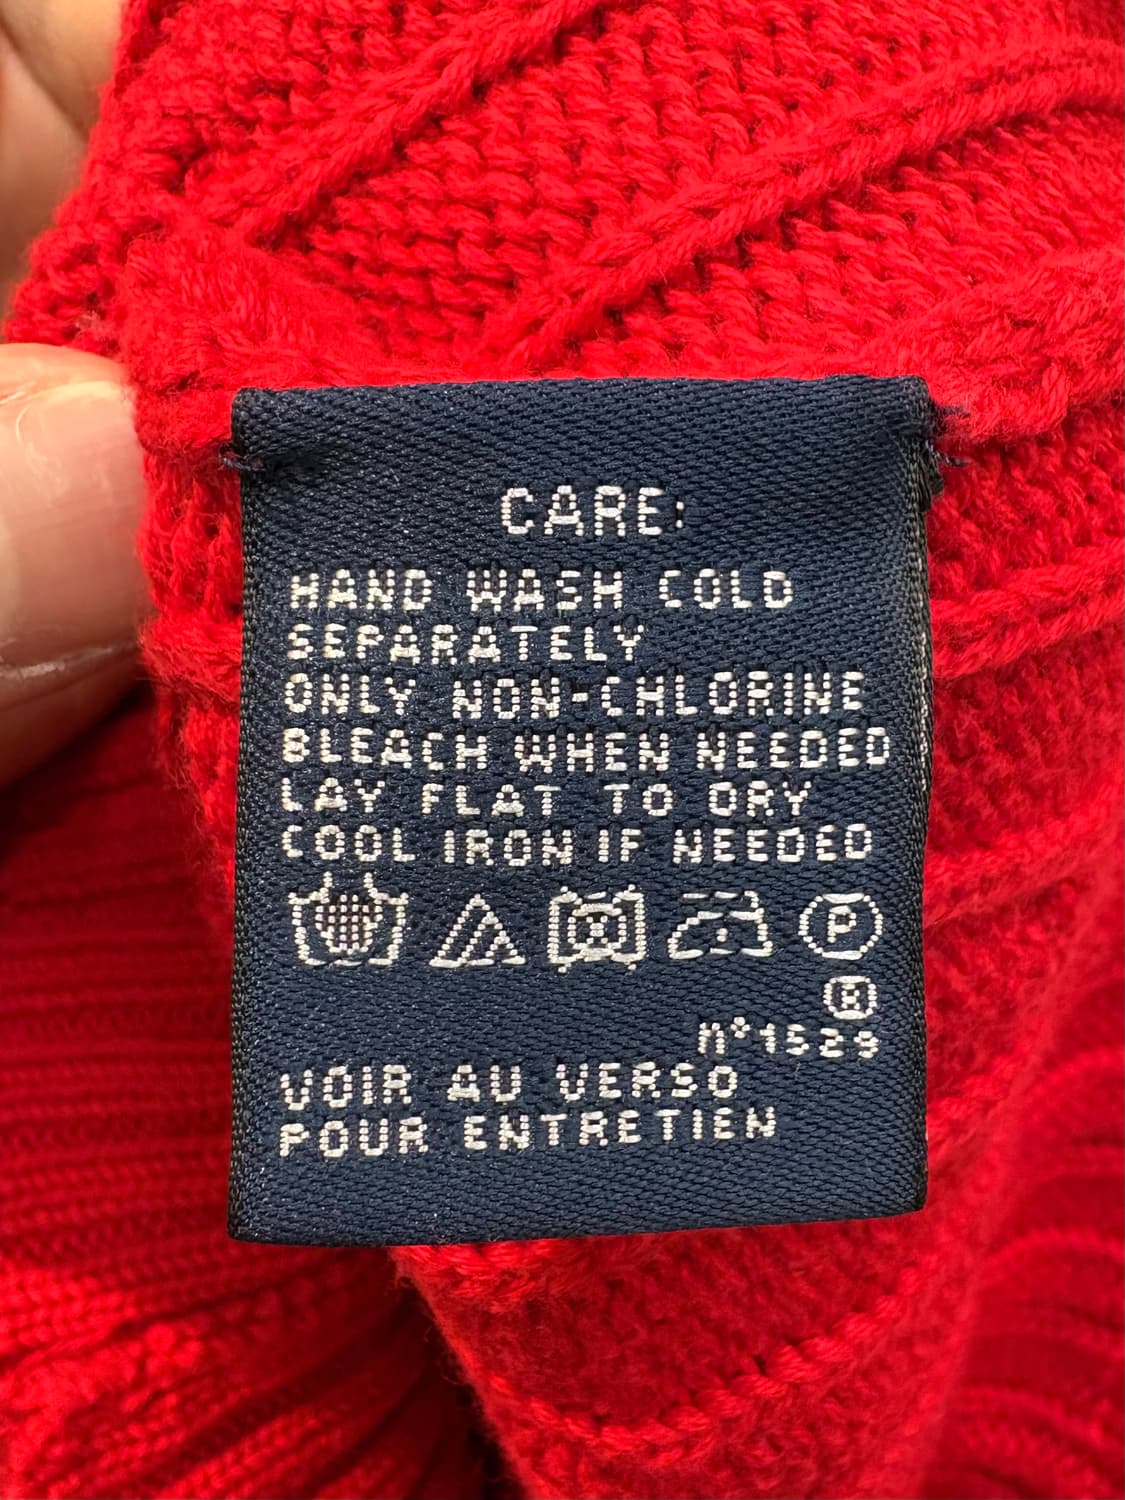 CARE:
HAND WASH COLD
SEPARATELY
ONLY NON-CHLORINE
BLEACH WHEN NEEDED
LAY FLAT TO DRY
COOL IRON IF NEEDED
P
®
n°1529
VOIR AU VERSO
POUR ENTRETIEN